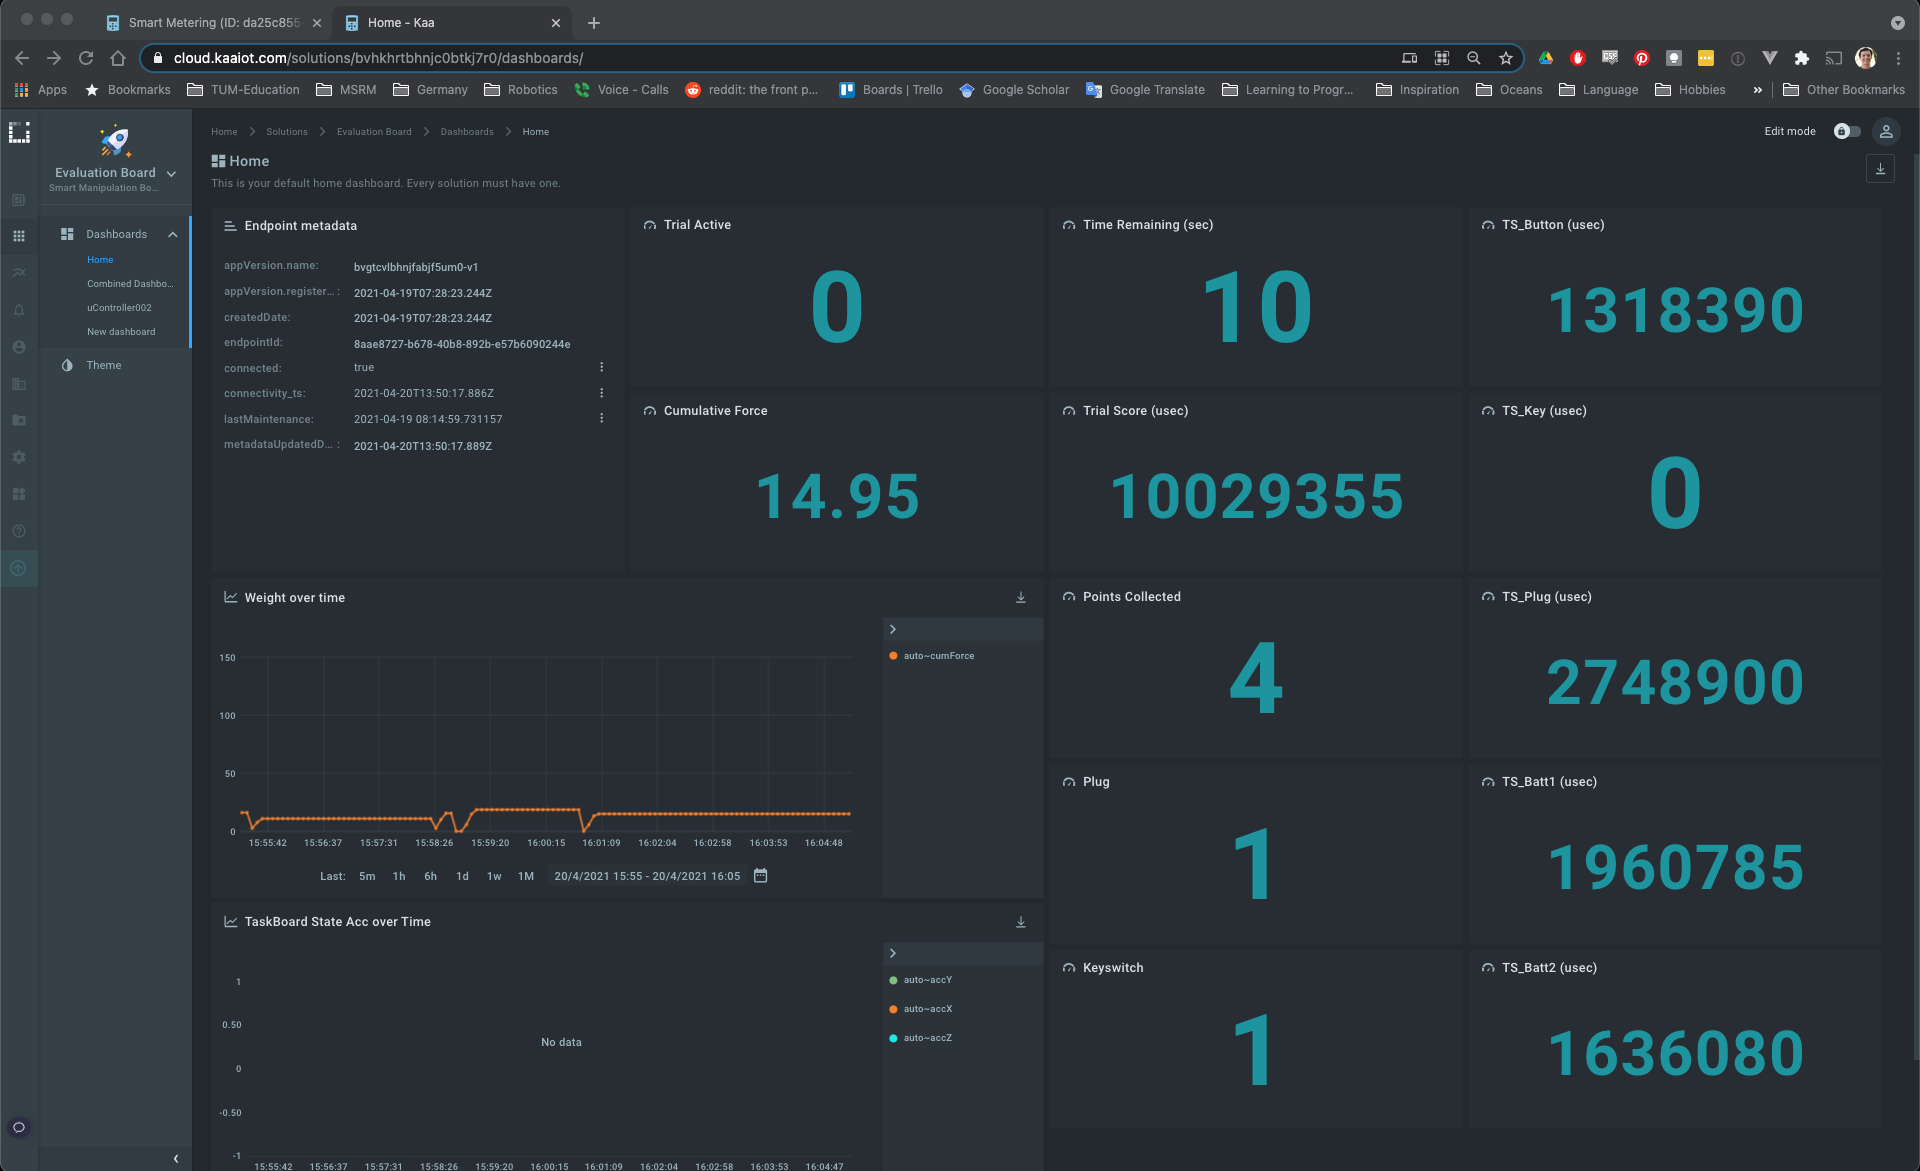 Smart Metering (ID: da25c855
Home - Kaa
cloud.kaaiot.com/solutions/bvhkhrtbhnjc0btkj7r0/dashboards/
Apps
Bookmarks
TUM-Education
MSRM
Germany
Robotics
Voice - Calls
reddit: the front p...
Boards | Trello
Google Scholar
Google Translate
Learning to Progr...
Inspiration
Oceans
Language
Hobbies
»
Other Bookmarks
Evaluation Board
Smart Manipulation Bo...
Dashboards
Home
Combined Dashbo...
uController002
New dashboard
Theme
Home > Solutions > Evaluation Board > Dashboards > Home
Edit mode
Home
This is your default home dashboard. Every solution must have one.
Endpoint metadata
appVersion.name: bvgtcvlbhnjfabjf5um0-v1
appVersion.register... : 2021-04-19T07:28:23.244Z
createdDate: 2021-04-19T07:28:23.244Z
endpointId: 8aae8727-b678-40b8-892b-e57b6090244e
connected: true
connectivity_ts: 2021-04-20T13:50:17.886Z
lastMaintenance: 2021-04-19 08:14:59.731157
metadataUpdatedD... : 2021-04-20T13:50:17.889Z
Trial Active
0
Time Remaining (sec)
10
TS_Button (usec)
1318390
Cumulative Force
14.95
Trial Score (usec)
10029355
TS_Key (usec)
0
Weight over time
150
100
50
0
15:55:42 15:56:37 15:57:31 15:58:26 15:59:20 16:00:15 16:01:09 16:02:04 16:02:58 16:03:53 16:04:48
Last: 5m 1h 6h 1d 1w 1M 20/4/2021 15:55 - 20/4/2021 16:05
auto~cumForce
Points Collected
4
TS_Plug (usec)
2748900
Plug
1
TS_Batt1 (usec)
1960785
TaskBoard State Acc over Time
1
0.50
0
-0.50
-1
No data
15:55:42 15:56:37 15:57:31 15:58:26 15:59:20 16:00:15 16:01:09 16:02:04 16:02:58 16:03:53 16:04:47
auto~accY
auto~accX
auto~accZ
Keyswitch
1
TS_Batt2 (usec)
1636080